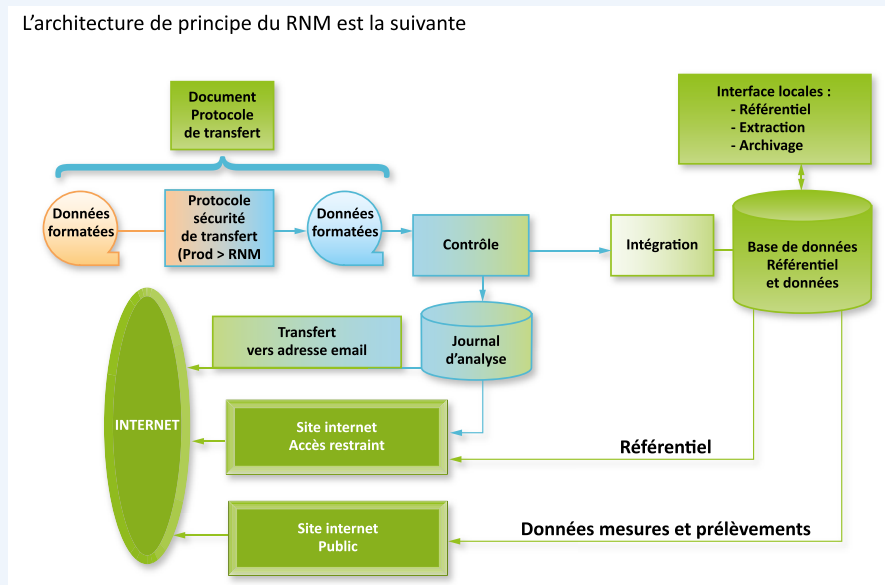 L'architecture de principe du RNM est la suivante
Document
Protocole
de transfert
Interface locales :
- Référentiel
- Extraction
- Archivage
Données
formatées
Protocole
sécurité
de transfert
(Prod > RNM
Données
formatées
Contrôle
Intégration
Base de données
Référentiel
et données
Transfert
vers adresse email
Journal
d'analyse
INTERNET
Site internet
Accès restraint
Référentiel
Site internet
Public
Données mesures et prélèvements